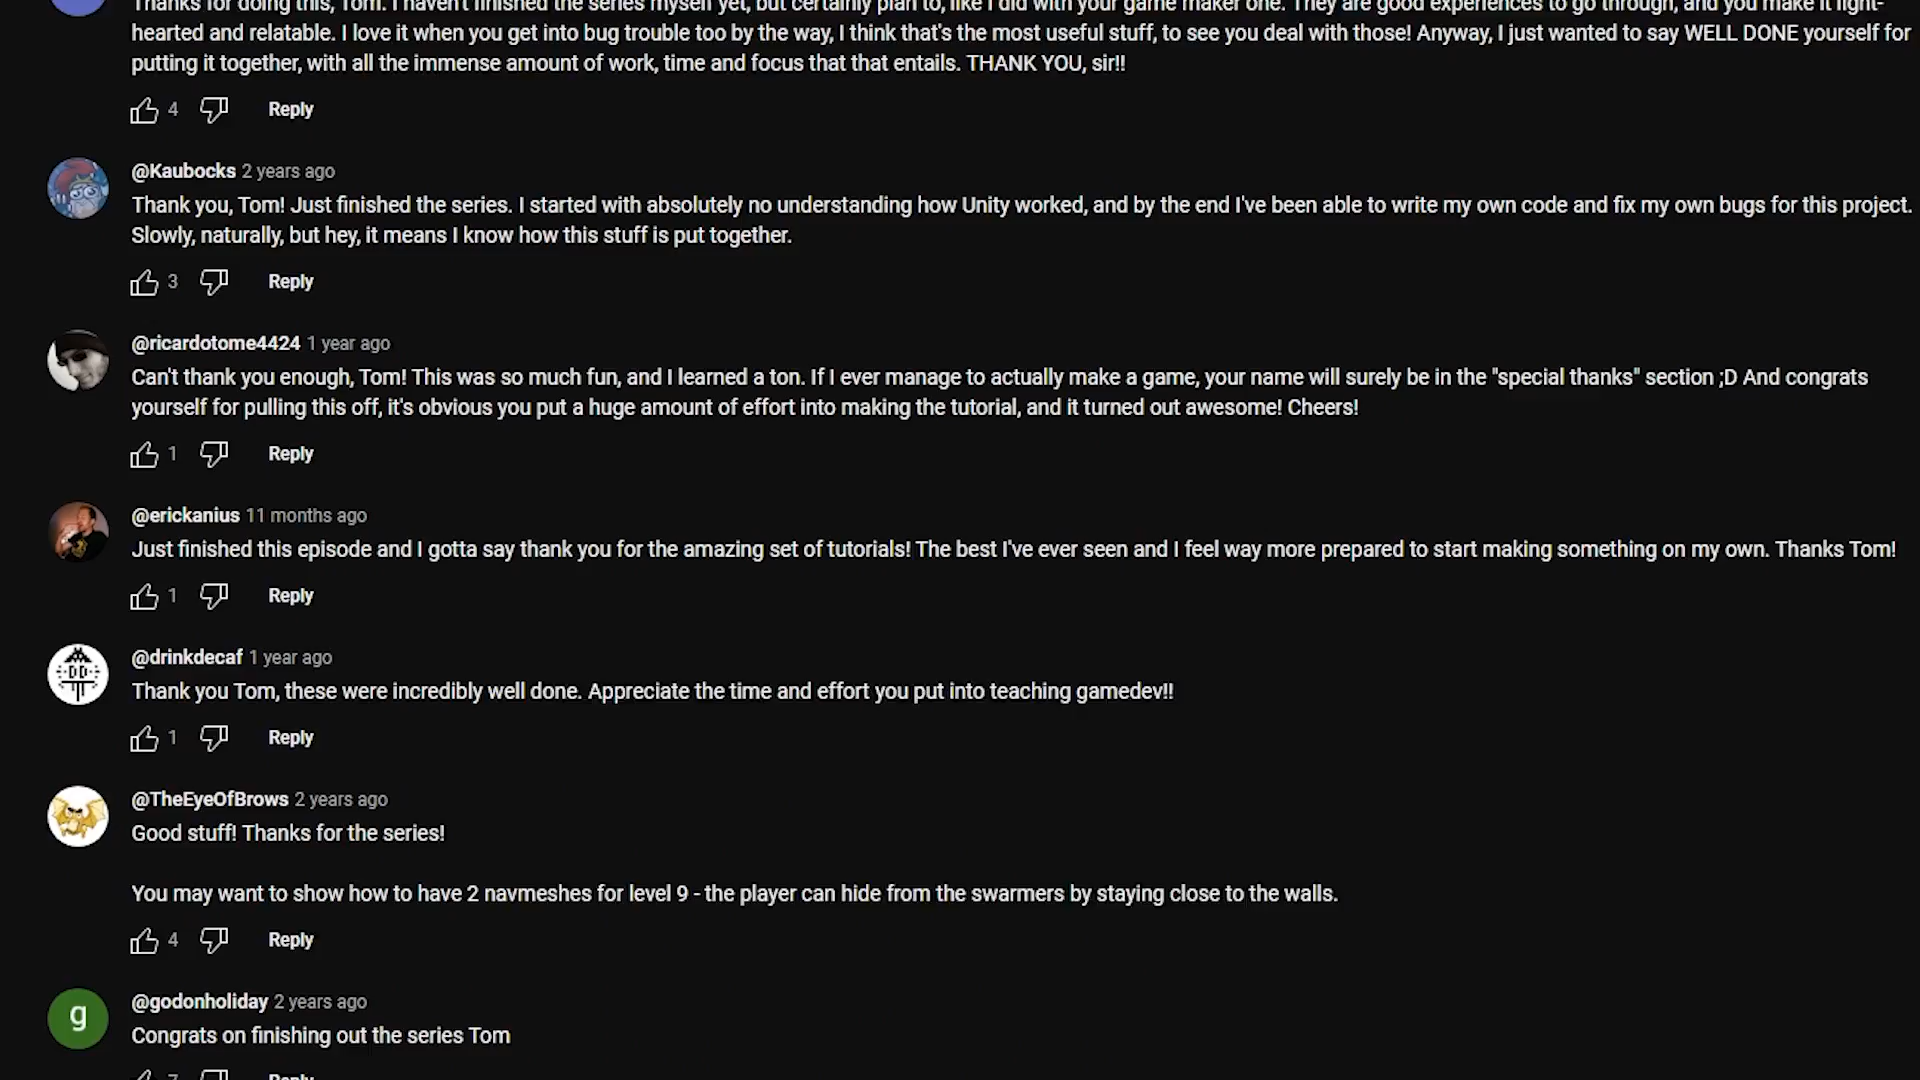 Thanks for doing this, Tom. I haven't finished the series myself yet, but certainly plan to, like I did with your game maker one. They are good experiences to go through, and you make it light-
hearted and relatable. I love it when you get into bug trouble too by the way, I think that's the most useful stuff, to see you deal with those! Anyway, I just wanted to say WELL DONE yourself for
putting it together, with all the immense amount of work, time and focus that that entails. THANK YOU, sir!!
4 Reply
@Kaubocks 2 years ago
Thank you, Tom! Just finished the series. I started with absolutely no understanding how Unity worked, and by the end I've been able to write my own code and fix my own bugs for this project.
Slowly, naturally, but hey, it means I know how this stuff is put together.
3 Reply
@ricardotome4424 1 year ago
Can't thank you enough, Tom! This was so much fun, and I learned a ton. If I ever manage to actually make a game, your name will surely be in the "special thanks" section ;D And congrats
yourself for pulling this off, it's obvious you put a huge amount of effort into making the tutorial, and it turned out awesome! Cheers!
1 Reply
@erickanius 11 months ago
Just finished this episode and I gotta say thank you for the amazing set of tutorials! The best I've ever seen and I feel way more prepared to start making something on my own. Thanks Tom!
1 Reply
DD
@drinkdecaf 1 year ago
Thank you Tom, these were incredibly well done. Appreciate the time and effort you put into teaching gamedev!!
1 Reply
@TheEyeOfBrows 2 years ago
Good stuff! Thanks for the series!
You may want to show how to have 2 navmeshes for level 9 - the player can hide from the swarmers by staying close to the walls.
4 Reply
g
@godonholiday 2 years ago
Congrats on finishing out the series Tom
7 Reply